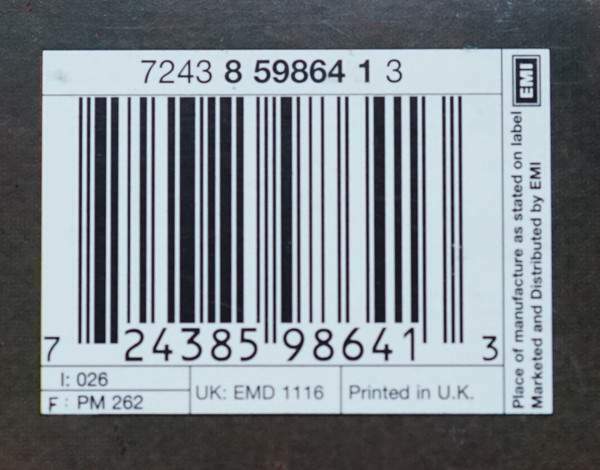 7243 8 59864 1 3
7 24385 98641 3
I: 026
F: PM 262
UK: EMD 1116
Printed in U.K.
EMI
Place of manufacture as stated on label
Marketed and Distributed by EMI